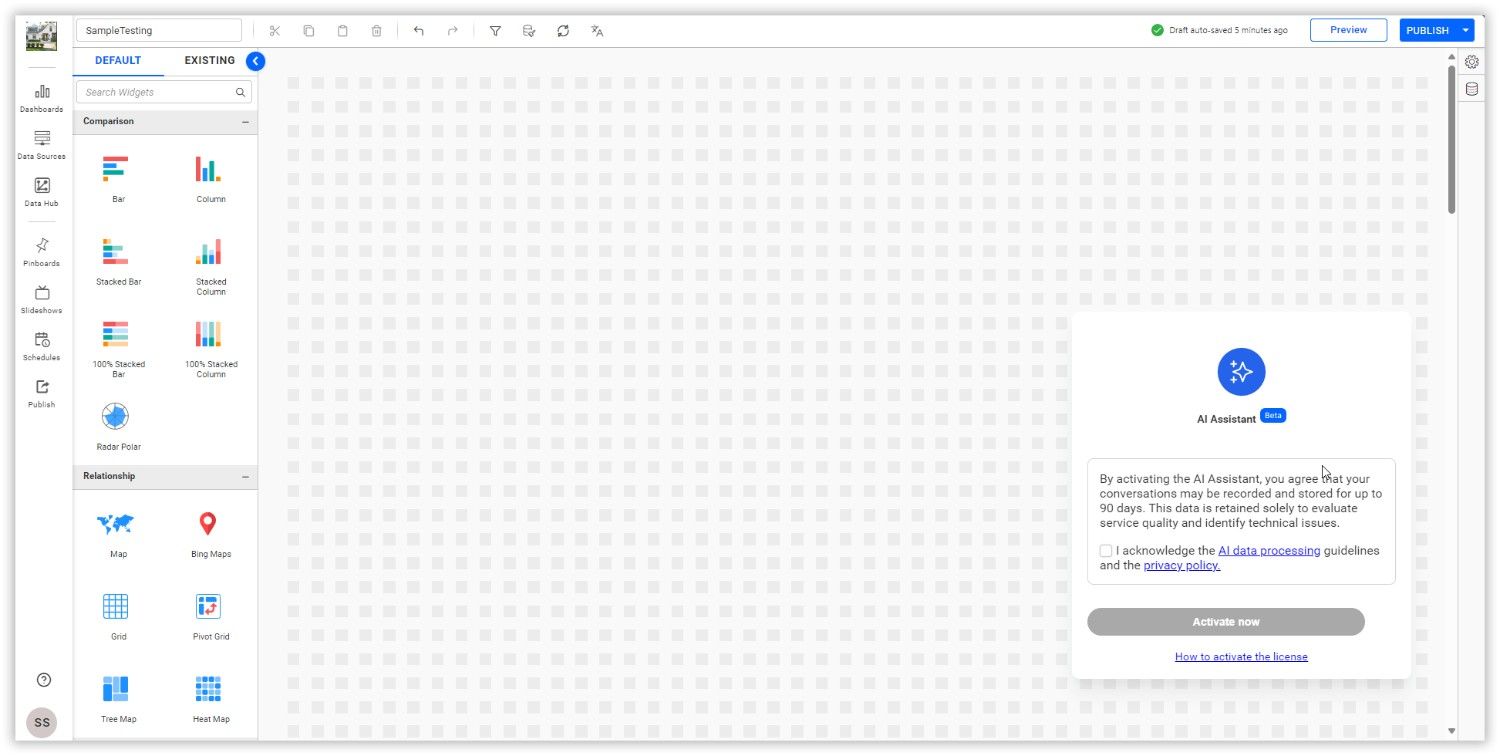 SampleTesting
Draft auto-saved 5 minutes ago
Preview
PUBLISH
Dashboards
Data Sources
Data Hub
Pinboards
Slideshows
Schedules
Publish
SS
DEFAULT
EXISTING
Search Widgets
Comparison
Bar
Column
Stacked Bar
Stacked
Column
100% Stacked
Bar
100% Stacked
Column
Radar Polar
Relationship
Map
Bing Maps
Grid
Pivot Grid
Tree Map
Heat Map
AI Assistant Beta
By activating the AI Assistant, you agree that your
conversations may be recorded and stored for up to
90 days. This data is retained solely to evaluate
service quality and identify technical issues.
I acknowledge the AI data processing guidelines
and the privacy policy.
Activate now
How to activate the license